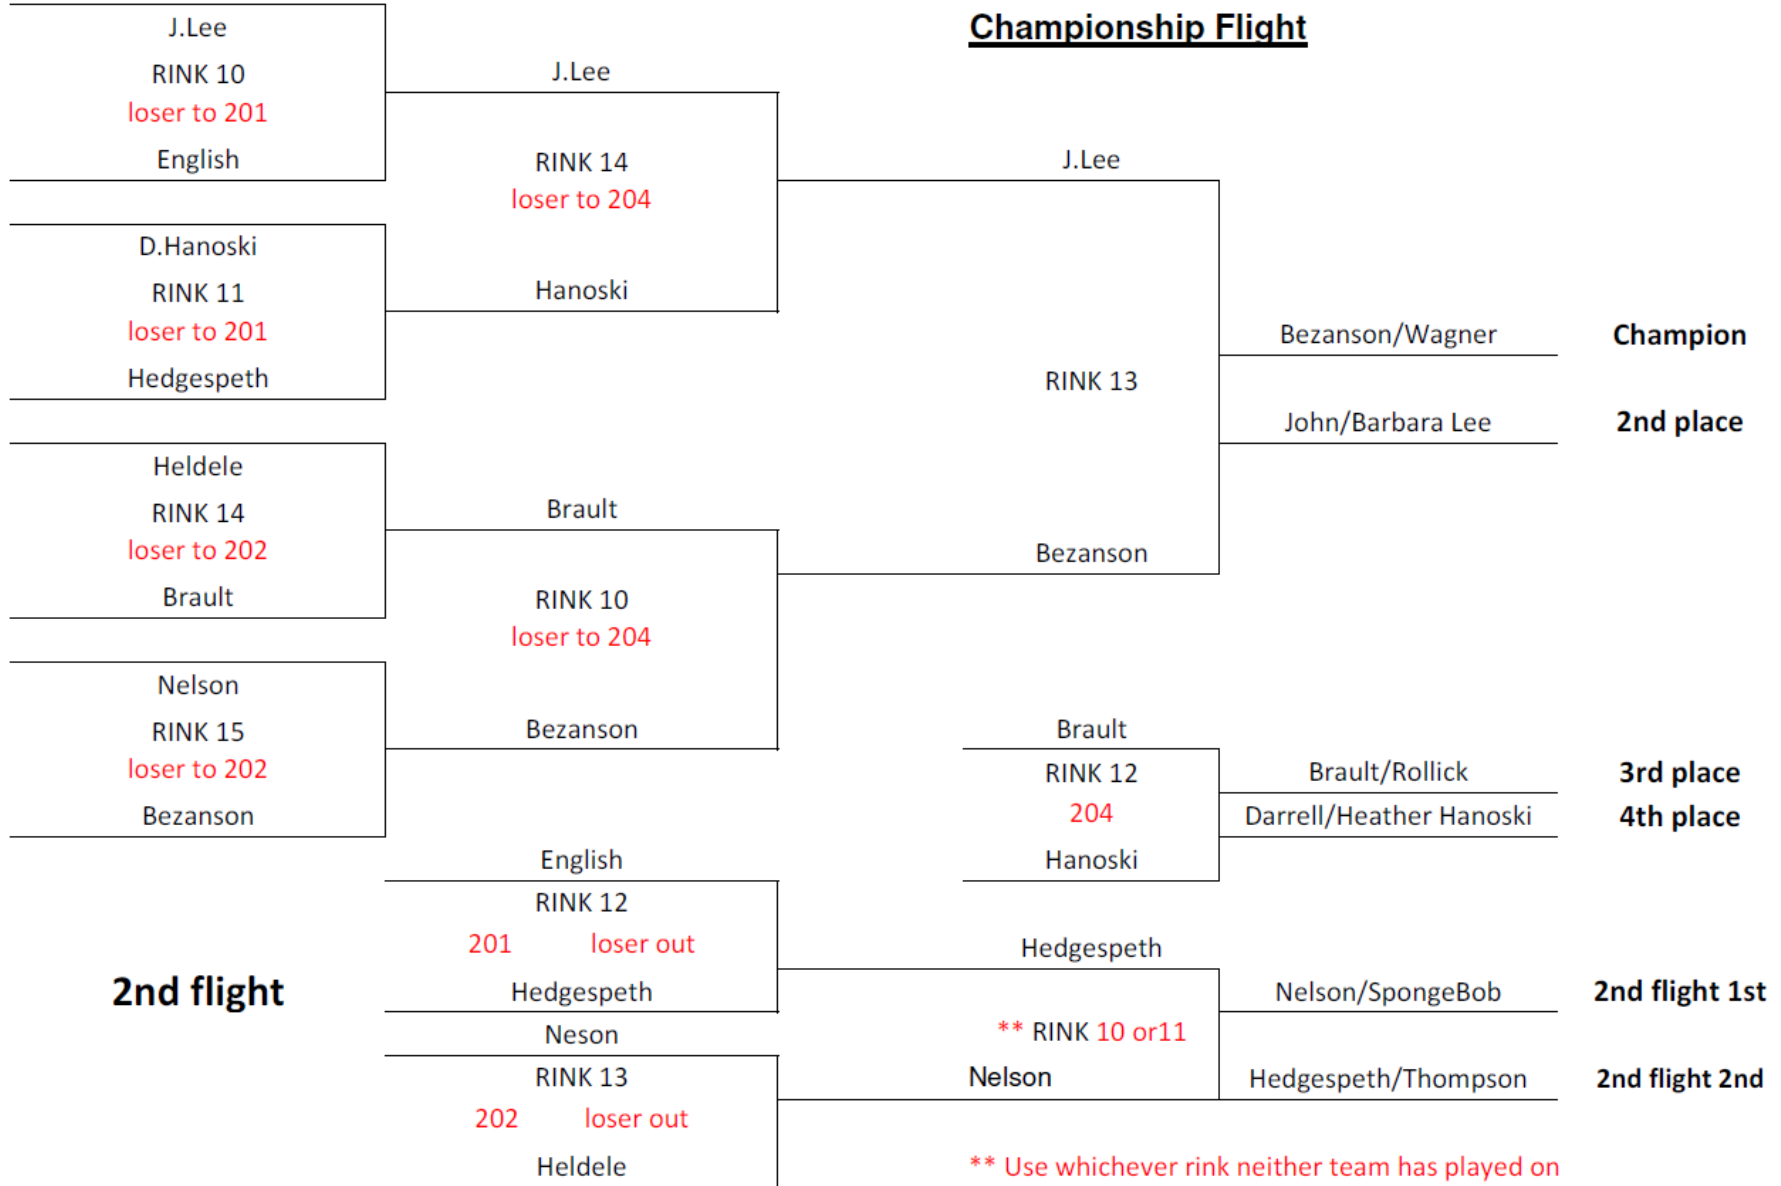 Championship Flight
J.Lee
RINK 10
loser to 201
English
D.Hanoski
RINK 11
loser to 201
Hedgespeth
Heldele
RINK 14
loser to 202
Brault
Nelson
RINK 15
loser to 202
Bezanson
J.Lee
RINK 14
loser to 204
Hanoski
Brault
RINK 10
loser to 204
Bezanson
J.Lee
RINK 13
Bezanson
Bezanson/Wagner Champion
John/Barbara Lee 2nd place
Brault
RINK 12
204
Hanoski
Brault/Rollick 3rd place
Darrell/Heather Hanoski 4th place
2nd flight
English
RINK 12
201 loser out
Hedgespeth
Neson
RINK 13
202 loser out
Heldele
Hedgespeth
** RINK 10 or11
Nelson
Nelson/SpongeBob 2nd flight 1st
Hedgespeth/Thompson 2nd flight 2nd
** Use whichever rink neither team has played on